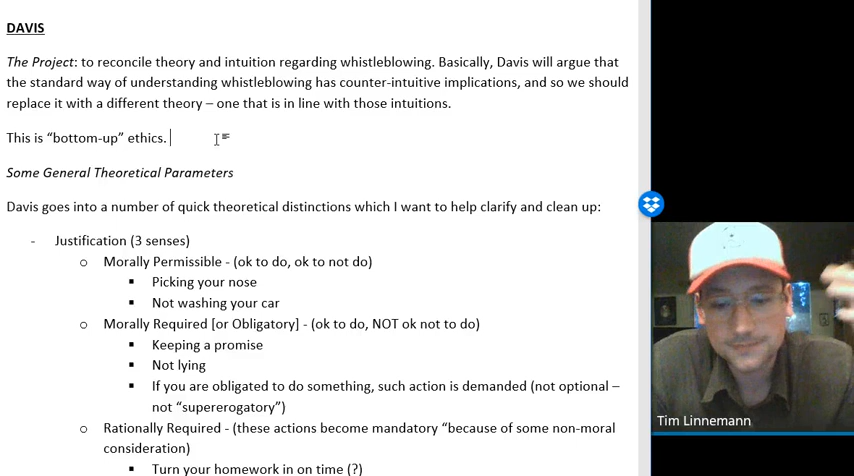 DAVIS
The Project: to reconcile theory and intuition regarding whistleblowing. Basically, Davis will argue that
the standard way of understanding whistleblowing has counter-intuitive implications, and so we should
replace it with a different theory – one that is in line with those intuitions.
This is “bottom-up” ethics.
Some General Theoretical Parameters
Davis goes into a number of quick theoretical distinctions which I want to help clarify and clean up:
- Justification (3 senses)
o Morally Permissible - (ok to do, ok to not do)
▪ Picking your nose
▪ Not washing your car
o Morally Required [or Obligatory] - (ok to do, NOT ok not to do)
▪ Keeping a promise
▪ Not lying
▪ If you are obligated to do something, such action is demanded (not optional –
not “supererogatory”)
o Rationally Required - (these actions become mandatory “because of some non-moral
consideration)
▪ Turn your homework in on time (?)
Tim Linnemann